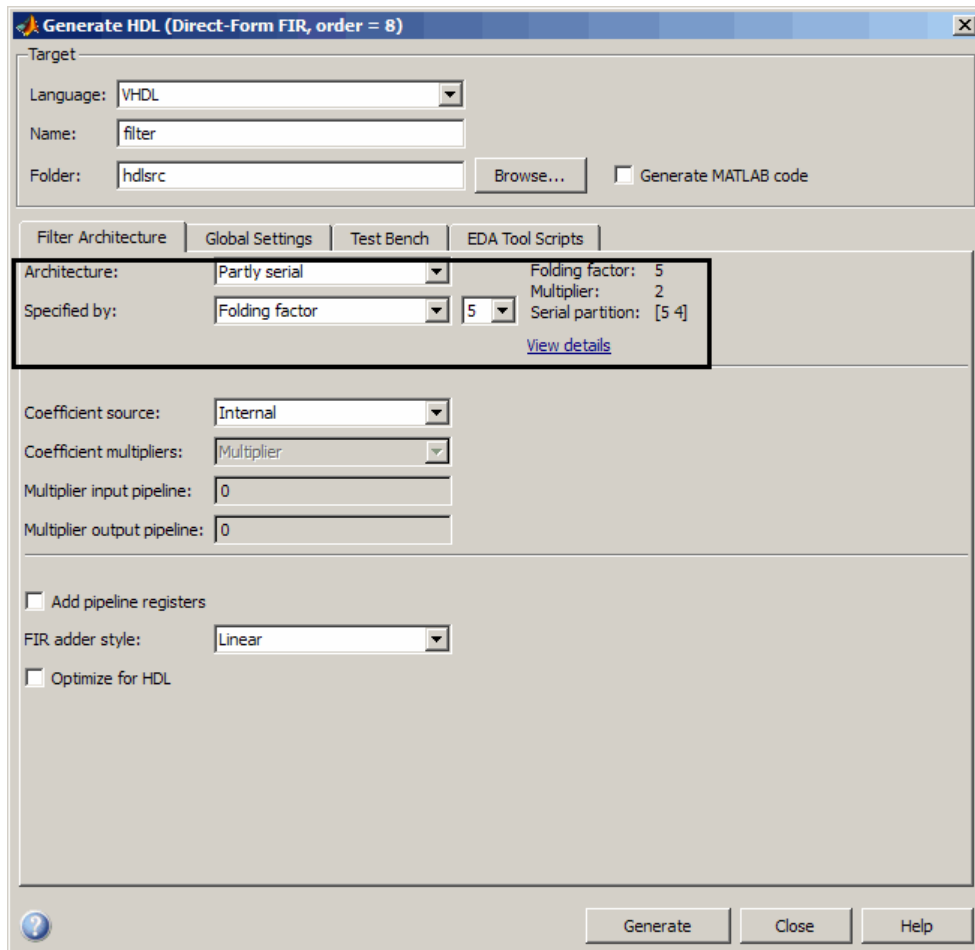 Generate HDL (Direct-Form FIR, order = 8)
Target
Language: VHDL
Name: filter
Folder: hdlsrc Browse... Generate MATLAB code
Filter Architecture Global Settings Test Bench EDA Tool Scripts
Architecture: Partly serial Folding factor: 5
Multiplier: 2
Specified by: Folding factor 5 Serial partition: [5 4]
View details
Coefficient source: Internal
Coefficient multipliers: Multiplier
Multiplier input pipeline: 0
Multiplier output pipeline: 0
Add pipeline registers
FIR adder style: Linear
Optimize for HDL
Generate Close Help